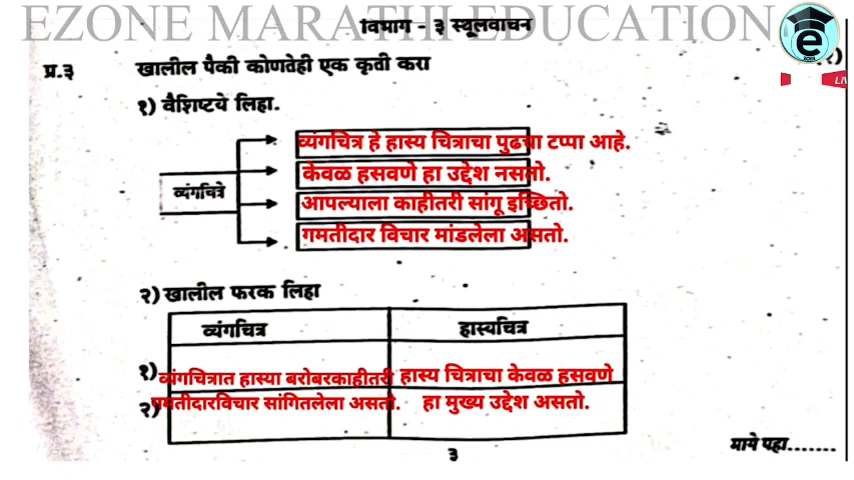 EZONE MARATHI EDUCATION
विभाग - ३ स्थूलवाचन
प्र.३ खालील पैकी कोणतेही एक कृती करा
१) वैशिष्टये लिहा.
व्यंगचित्र हे हास्य चित्राचा पुढचा टप्पा आहे.
केवळ हसवणे हा उद्देश नसतो.
व्यंगचित्रे
आपल्याला काहीतरी सांगू इच्छितो.
गमतीदार विचार मांडलेला असतो.
२) खालील फरक लिहा
व्यंगचित्र हास्यचित्र
१) व्यंगचित्रात हास्या बरोबरकाहीतरी हास्य चित्राचा केवळ हसवणे
२) गमतीदारविचार सांगितलेला असतो. हा मुख्य उद्देश असतो.
३
मागे पहा.......